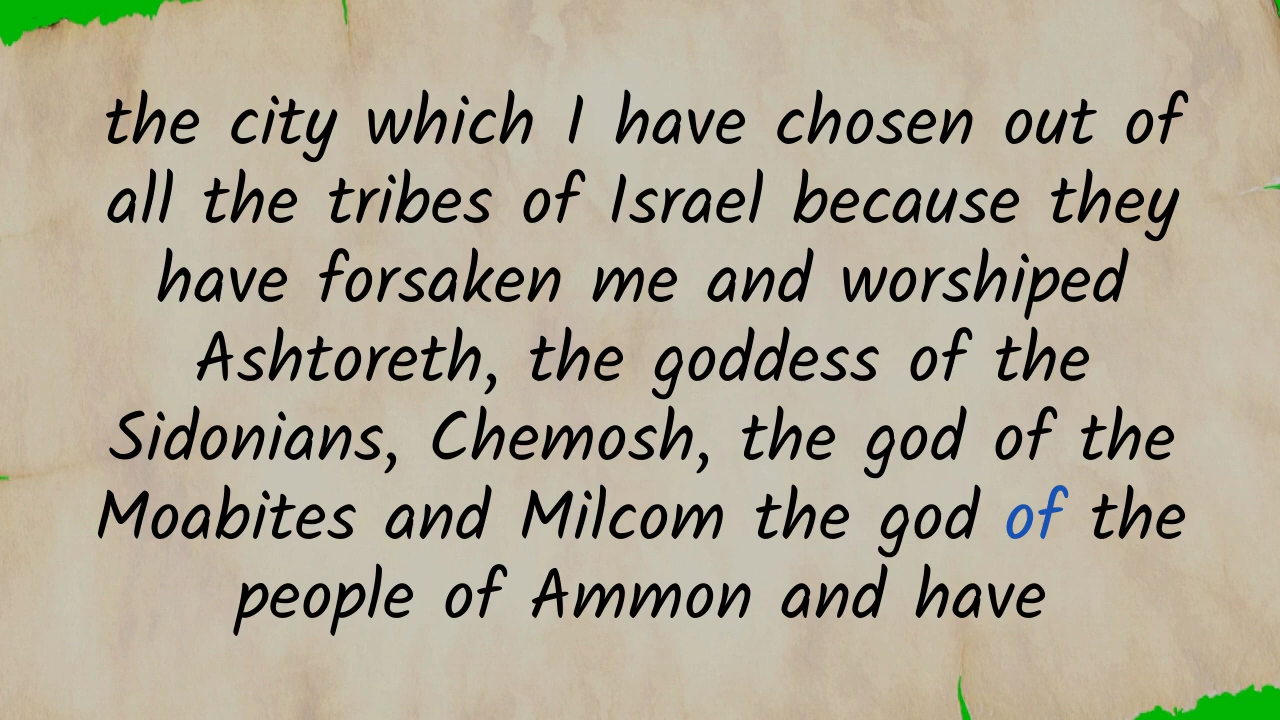 the city which I have chosen out of
all the tribes of Israel because they
have forsaken me and worshiped
Ashtoreth, the goddess of the
Sidonians, Chemosh, the god of the
Moabites and Milcom the god of the
people of Ammon and have